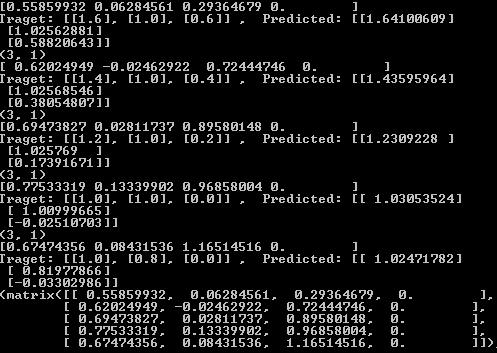 [0.55859932 0.06284561 0.29364679 0.         ]
Traget: [[1.6], [1.0], [0.6]] ,  Predicted: [[1.64100609]
 [1.02562881]
 [0.58820643]]
(3, 1)
[ 0.62024949 -0.02462922  0.72444746  0.         ]
Traget: [[1.4], [1.0], [0.4]] ,  Predicted: [[1.43595964]
 [1.02568546]
 [0.38054807]]
(3, 1)
[0.69473827 0.02811737 0.89580148 0.         ]
Traget: [[1.2], [1.0], [0.2]] ,  Predicted: [[1.2309228 ]
 [1.025769  ]
 [0.17391671]]
(3, 1)
[0.77533319 0.13339902 0.96858004 0.         ]
Traget: [[1.0], [1.0], [0.0]] ,  Predicted: [[ 1.03053524]
 [ 1.00999665]
 [-0.02510703]]
(3, 1)
[0.67474356 0.08431536 1.16514516 0.         ]
Traget: [[1.0], [0.8], [0.0]] ,  Predicted: [[ 1.02471782]
 [ 0.81977866]
 [-0.03302986]]
(matrix([[ 0.55859932,  0.06284561,  0.29364679,  0.        ],
        [ 0.62024949, -0.02462922,  0.72444746,  0.        ],
        [ 0.69473827,  0.02811737,  0.89580148,  0.        ],
        [ 0.77533319,  0.13339902,  0.96858004,  0.        ],
        [ 0.67474356,  0.08431536,  1.16514516,  0.        ]])